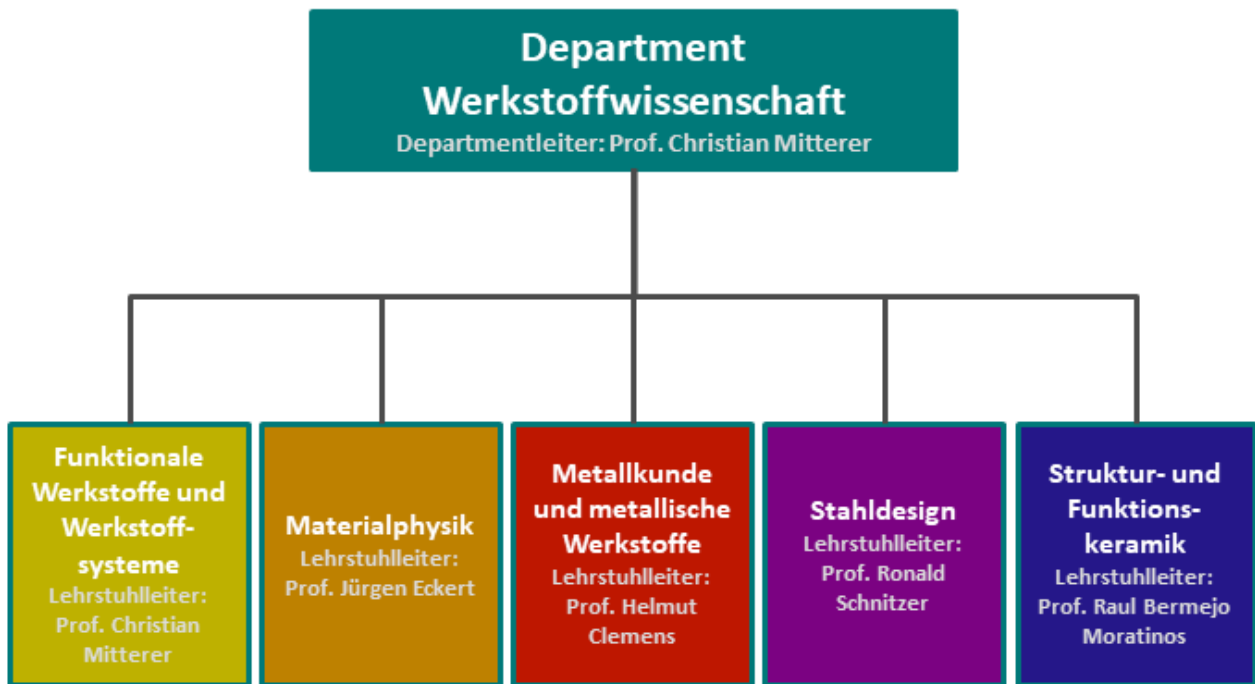 Department
Werkstoffwissenschaft
Departmentleiter: Prof. Christian Mitterer
Funktionale
Werkstoffe und
Werkstoff-
systeme
Lehrstuhlleiter:
Prof. Christian
Mitterer
Materialphysik
Lehrstuhlleiter:
Prof. Jürgen Eckert
Metallkunde
und metallische
Werkstoffe
Lehrstuhlleiter:
Prof. Helmut
Clemens
Stahldesign
Lehrstuhlleiter:
Prof. Ronald
Schnitzer
Struktur- und
Funktions-
keramik
Lehrstuhlleiter:
Prof. Raul Bermejo
Moratinos